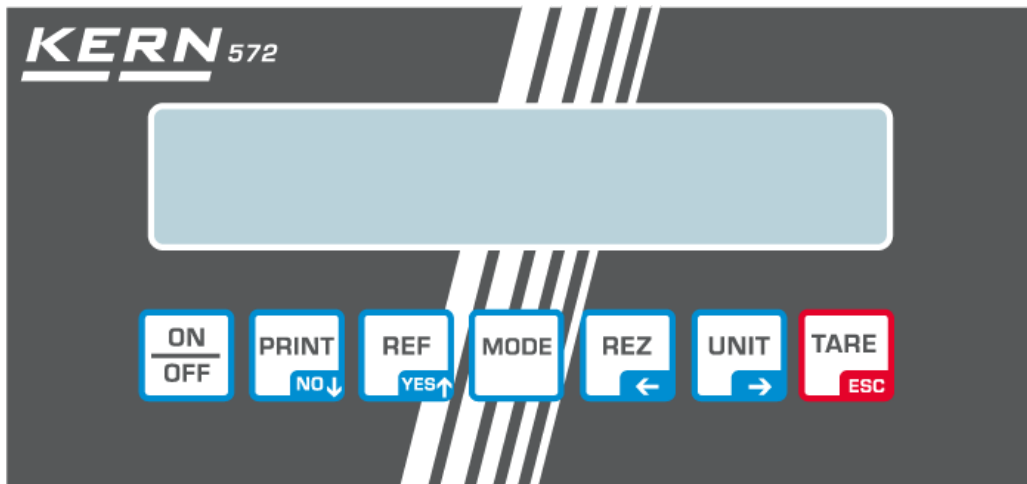 KERN 572
ON PRINT REF MODE REZ UNIT TARE
OFF NO↓ YES↑ ← → ESC